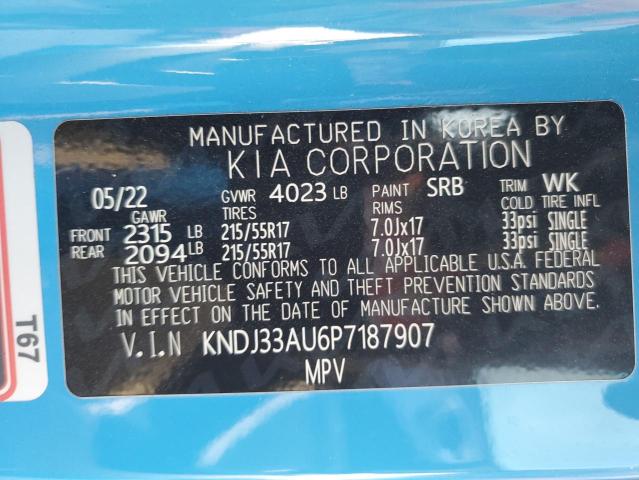 MANUFACTURED IN KOREA BY
KIA CORPORATION
05/22 GVWR 4023 LB PAINT SRB TRIM WK
GAWR TIRES RIMS COLD TIRE INFL
FRONT 2315 LB 215/55R17 7.0Jx17 33psi SINGLE
REAR 2094 LB 215/55R17 7.0Jx17 33psi SINGLE
THIS VEHICLE CONFORMS TO ALL APPLICABLE U.S.A. FEDERAL
MOTOR VEHICLE SAFETY AND THEFT PREVENTION STANDARDS
IN EFFECT ON THE DATE OF MANUFACTURE SHOWN ABOVE.
V.I.N KNDJ33AU6P7187907
MPV
T67